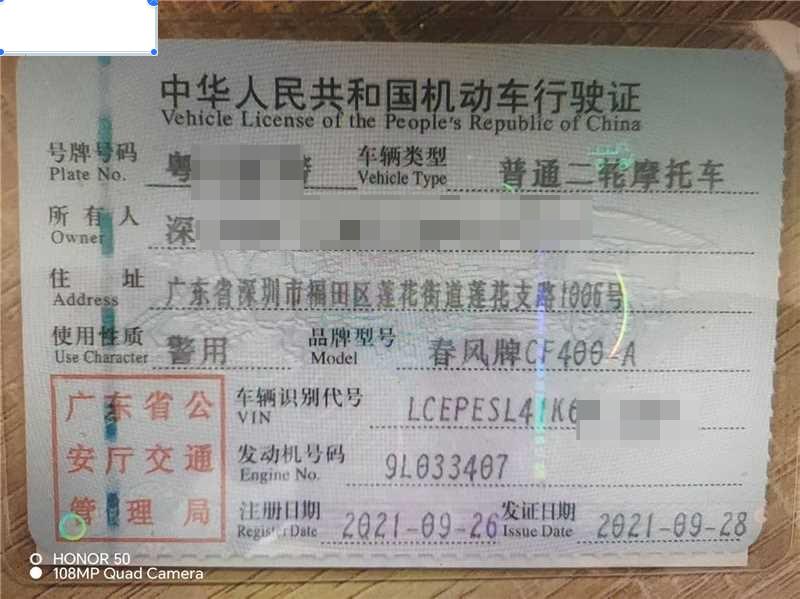 中华人民共和国机动车行驶证
Vehicle License of the People's Republic of China
号牌号码 粤 车辆类型 普通二轮摩托车
Plate No. Vehicle Type
所有人 深
Owner
住址 广东省深圳市福田区莲花街道莲花支路1006号
Address
使用性质 警用 品牌型号 春风牌CF400-A
Use Character Model
广东省公 车辆识别代号 LCEPESL41K6
VIN
安厅交通 发动机号码 9L033407
Engine No.
管理局 注册日期 2021-09-26 发证日期 2021-09-28
Register Date Issue Date
HONOR 50
108MP Quad Camera